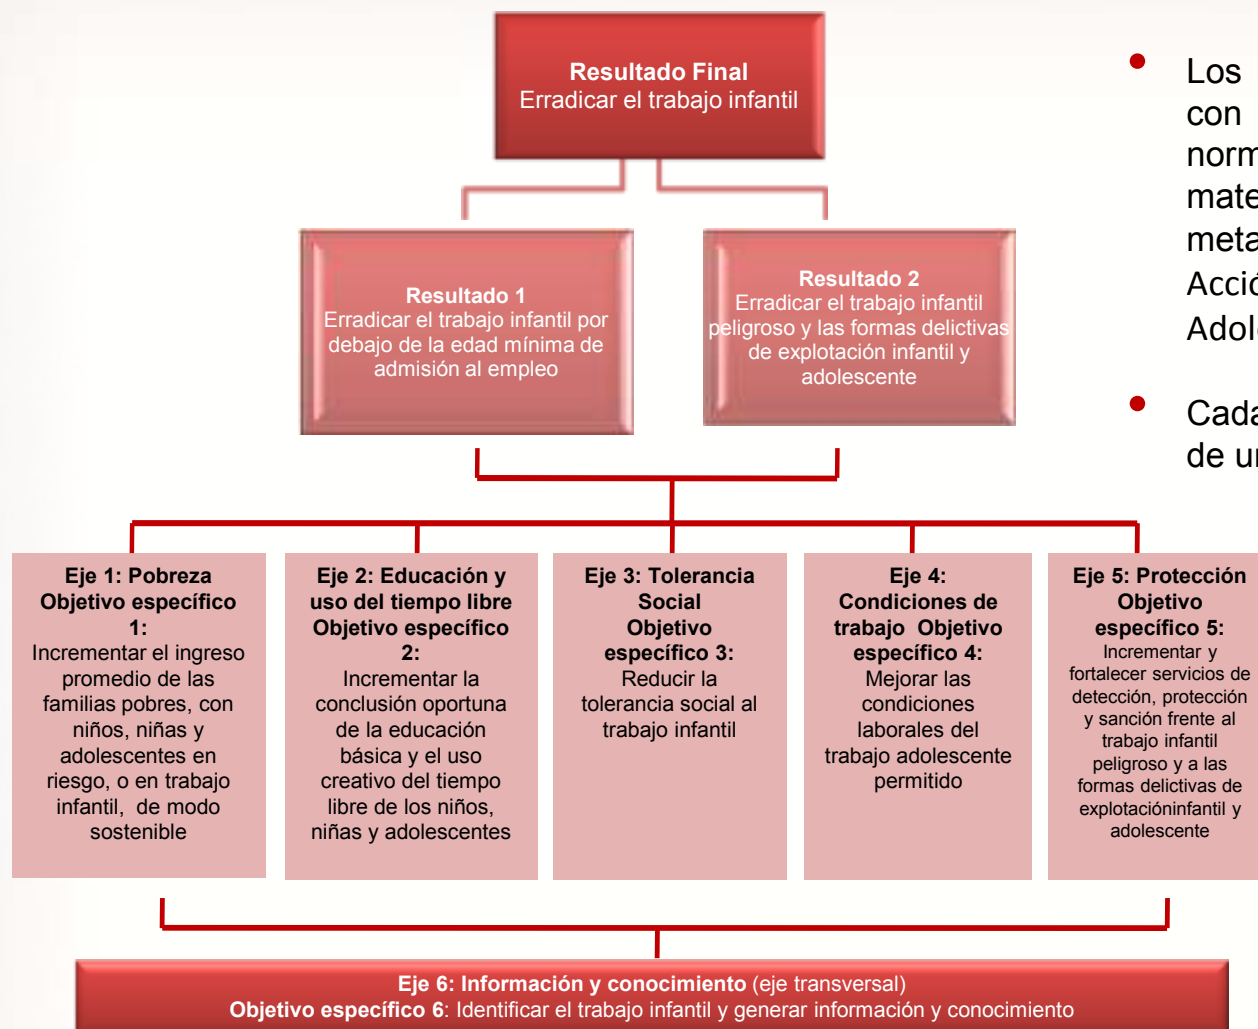 Resultado Final
Erradicar el trabajo infantil
Resultado 1
Erradicar el trabajo infantil por
debajo de la edad mínima de
admisión al empleo
Resultado 2
Erradicar el trabajo infantil
peligroso y las formas delictivas
de explotación infantil y
adolescente
Eje 1: Pobreza
Objetivo específico
1:
Incrementar el ingreso
promedio de las
familias pobres, con
niños, niñas y
adolescentes en
riesgo, o en trabajo
infantil, de modo
sostenible
Eje 2: Educación y
uso del tiempo libre
Objetivo específico
2:
Incrementar la
conclusión oportuna
de la educación
básica y el uso
creativo del tiempo
libre de los niños,
niñas y adolescentes
Eje 3: Tolerancia
Social
Objetivo
específico 3:
Reducir la
tolerancia social al
trabajo infantil
Eje 4:
Condiciones de
trabajo Objetivo
específico 4:
Mejorar las
condiciones
laborales del
trabajo adolescente
permitido
Eje 5: Protección
Objetivo
específico 5:
Incrementar y
fortalecer servicios de
detección, protección
y sanción frente al
trabajo infantil
peligroso y a las
formas delictivas de
explotacióninfantil y
adolescente
Eje 6: Información y conocimiento (eje transversal)
Objetivo específico 6: Identificar el trabajo infantil y generar información y conocimiento
• Los
con
norm
mate
meta
Acció
Adol
• Cada
de un